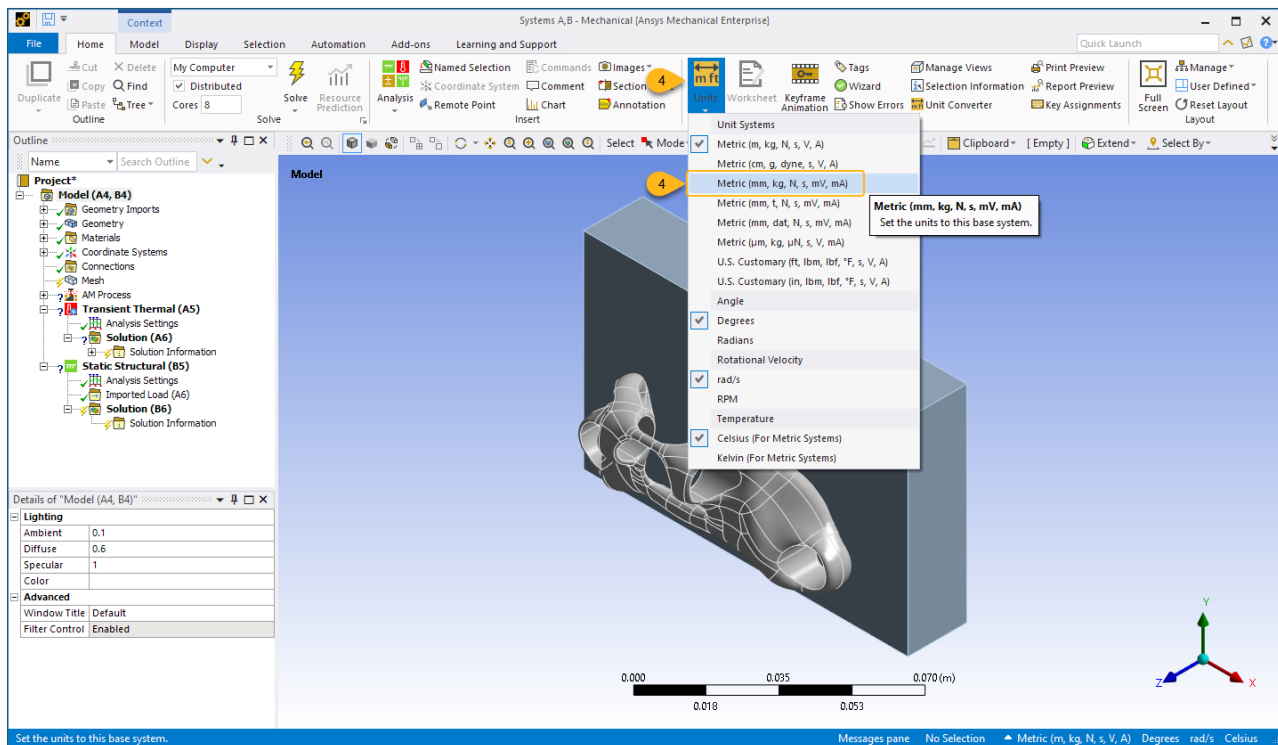 Systems A,B - Mechanical [Ansys Mechanical Enterprise]
Context
File Home Model Display Selection Automation Add-ons Learning and Support Quick Launch
Duplicate
Cut Delete
Copy Find
Paste Tree
Outline
My Computer
Distributed
Cores 8
Solve
Resource Prediction
Solve
Analysis
Named Selection
Coordinate System
Remote Point
Commands
Comment
Chart
Images
Section
Annotation
Insert
4
m ft
Units
Worksheet
Keyframe Animation
Tags
Wizard
Show Errors
Manage Views
Selection Information
Unit Converter
Print Preview
Report Preview
Key Assignments
Full Screen
Manage
User Defined
Reset Layout
Layout
Outline
Select Mode Clipboard [ Empty ] Extend Select By
Name Search Outline
Project*
Model (A4, B4)
Geometry Imports
Geometry
Materials
Coordinate Systems
Connections
Mesh
AM Process
Transient Thermal (A5)
Analysis Settings
Solution (A6)
Solution Information
Static Structural (B5)
Analysis Settings
Imported Load (A6)
Solution (B6)
Solution Information
Model
Unit Systems
Metric (m, kg, N, s, V, A)
Metric (cm, g, dyne, s, V, A)
4
Metric (mm, kg, N, s, mV, mA)
Metric (mm, t, N, s, mV, mA)
Metric (mm, dat, N, s, mV, mA)
Metric (µm, kg, µN, s, V, mA)
U.S. Customary (ft, lbm, lbf, °F, s, V, A)
U.S. Customary (in, lbm, lbf, °F, s, V, A)
Angle
Degrees
Radians
Rotational Velocity
rad/s
RPM
Temperature
Celsius (For Metric Systems)
Kelvin (For Metric Systems)
Metric (mm, kg, N, s, mV, mA)
Set the units to this base system.
Details of "Model (A4, B4)"
Lighting
Ambient 0.1
Diffuse 0.6
Specular 1
Color
Advanced
Window Title Default
Filter Control Enabled
0.000 0.035 0.070 (m)
0.018 0.053
Y
Z X
Set the units to this base system. Messages pane No Selection Metric (m, kg, N, s, V, A) Degrees rad/s Celsius